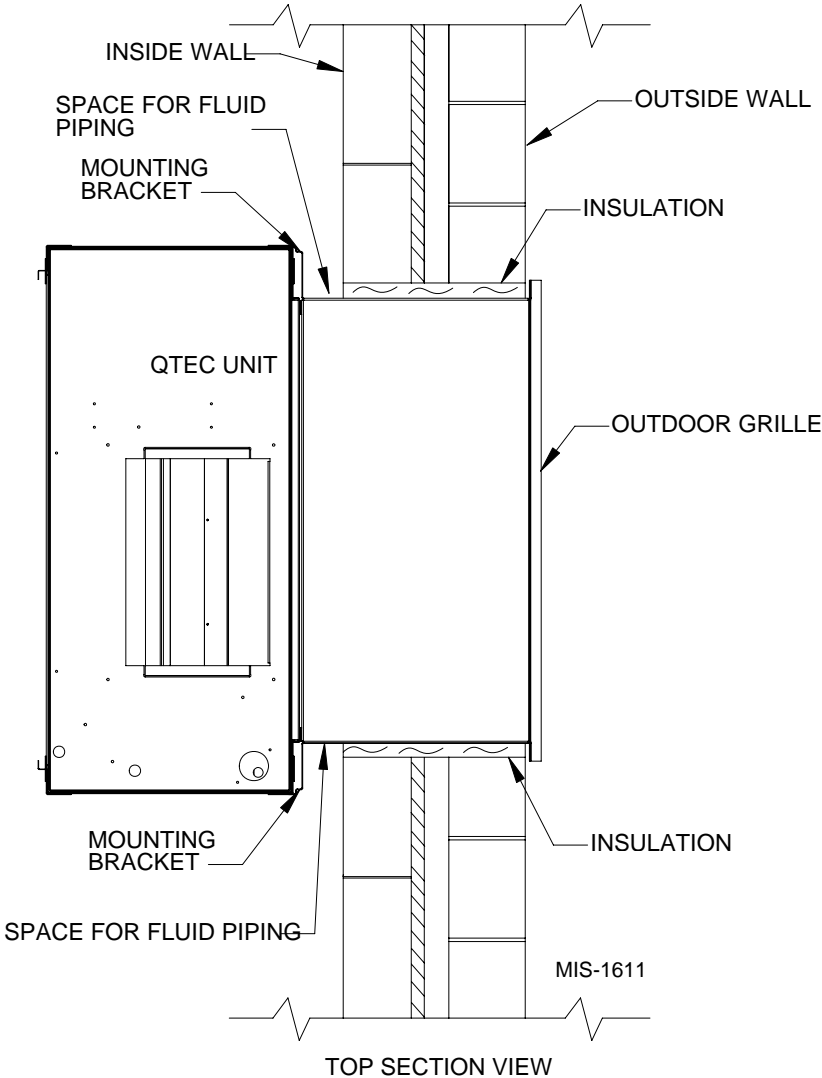 INSIDE WALL
SPACE FOR FLUID
PIPING
OUTSIDE WALL
MOUNTING
BRACKET
INSULATION
QTEC UNIT
OUTDOOR GRILLE
MOUNTING
BRACKET
INSULATION
SPACE FOR FLUID PIPING
MIS-1611
TOP SECTION VIEW